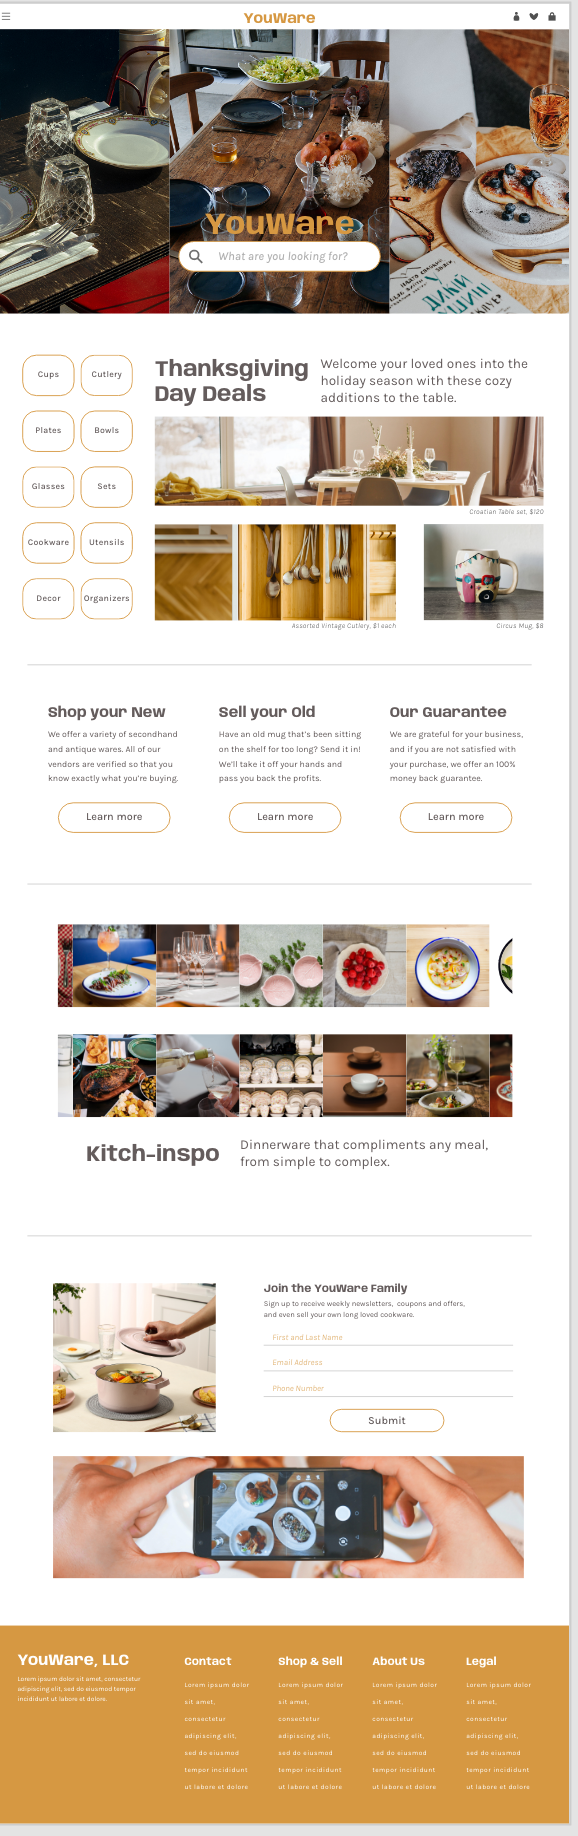 YouWare
YouWare
What are you looking for?
Cups
Cutlery
Plates
Bowls
Glasses
Sets
Cookware
Utensils
Decor
Organizers
Thanksgiving
Day Deals
Welcome your loved ones into the
holiday season with these cozy
additions to the table.
Croatian Table set, $120
Assorted Vintage Cutlery, $1 each
Circus Mug, $8
Shop your New
We offer a variety of secondhand
and antique wares. All of our
vendors are verified so that you
know exactly what you're buying.
Learn more
Sell your Old
Have an old mug that's been sitting
on the shelf for too long? Send it in!
We'll take it off your hands and
pass you back the profits.
Learn more
Our Guarantee
We are grateful for your business,
and if you are not satisfied with
your purchase, we offer an 100%
money back guarantee.
Learn more
Kitch-inspo
Dinnerware that compliments any meal,
from simple to complex.
Join the YouWare Family
Sign up to receive weekly newsletters, coupons and offers,
and even sell your own long loved cookware.
First and Last Name
Email Address
Phone Number
Submit
YouWare, LLC
Lorem ipsum dolor sit amet, consectetur
adipiscing elit, sed do eiusmod tempor
incididunt ut labore et dolore.
Contact
Lorem ipsum dolor
sit amet,
consectetur
adipiscing elit,
sed do eiusmod
tempor incididunt
ut labore et dolore
Shop & Sell
Lorem ipsum dolor
sit amet,
consectetur
adipiscing elit,
sed do eiusmod
tempor incididunt
ut labore et dolore
About Us
Lorem ipsum dolor
sit amet,
consectetur
adipiscing elit,
sed do eiusmod
tempor incididunt
ut labore et dolore
Legal
Lorem ipsum dolor
sit amet,
consectetur
adipiscing elit,
sed do eiusmod
tempor incididunt
ut labore et dolore